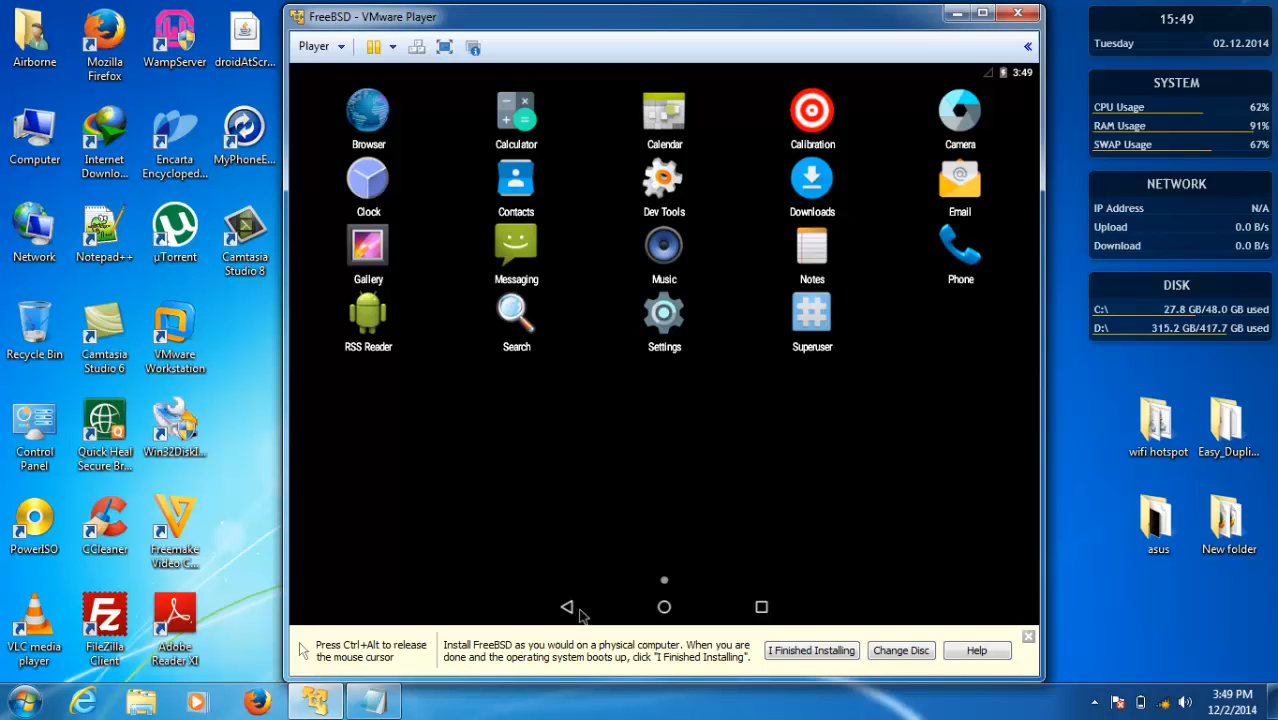 Airborne
Mozilla
Firefox
WampServer
droidAtScr...
Computer
Internet
Downlo...
Encarta
Encycloped...
MyPhoneE...
Network
Notepad++
µTorrent
Camtasia
Studio 8
Recycle Bin
Camtasia
Studio 6
VMware
Workstation
Control
Panel
Quick Heal
Secure Br...
Win32DiskI...
PowerISO
CCleaner
Freemake
Video C...
VLC media
player
FileZilla
Client
Adobe
Reader XI
FreeBSD - VMware Player
Player
«
3:49
Browser
Calculator
Calendar
Calibration
Camera
Clock
Contacts
Dev Tools
Downloads
Email
Gallery
Messaging
Music
Notes
Phone
RSS Reader
Search
Settings
Superuser
Press Ctrl+Alt to release
the mouse cursor
Install FreeBSD as you would on a physical computer. When you are
done and the operating system boots up, click "I Finished Installing".
I Finished Installing
Change Disc
Help
15:49
Tuesday 02.12.2014
SYSTEM
CPU Usage 62%
RAM Usage 91%
SWAP Usage 67%
NETWORK
IP Address N/A
Upload 0.0 B/s
Download 0.0 B/s
DISK
C:\ 27.8 GB/48.0 GB used
D:\ 315.2 GB/417.7 GB used
wifi hotspot
Easy_Dupli...
asus
New folder
3:49 PM
12/2/2014